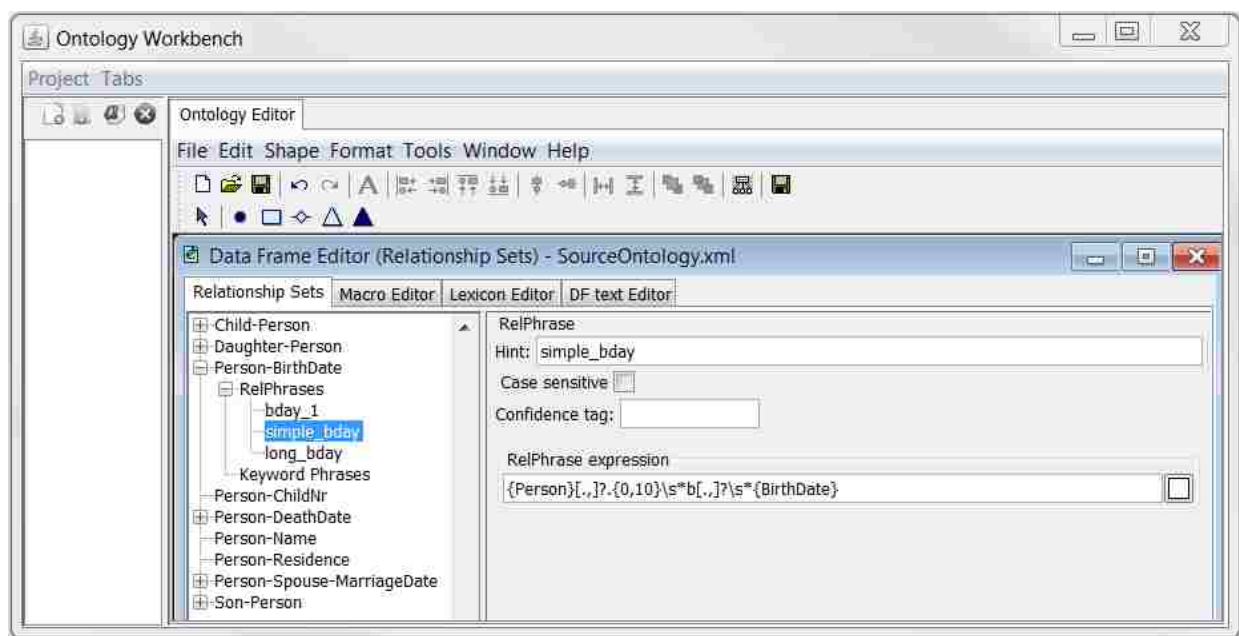 Ontology Workbench
Project Tabs
Ontology Editor
File Edit Shape Format Tools Window Help
A
Data Frame Editor (Relationship Sets) - SourceOntology.xml
Relationship Sets Macro Editor Lexicon Editor DF text Editor
Child-Person
Daughter-Person
Person-BirthDate
RelPhrases
bday_1
simple_bday
long_bday
Keyword Phrases
Person-ChildNr
Person-DeathDate
Person-Name
Person-Residence
Person-Spouse-MarriageDate
Son-Person
RelPhrase
Hint: simple_bday
Case sensitive
Confidence tag:
RelPhrase expression
{Person}[.,]?.{0,10}\s*b[.,]?\s*{BirthDate}